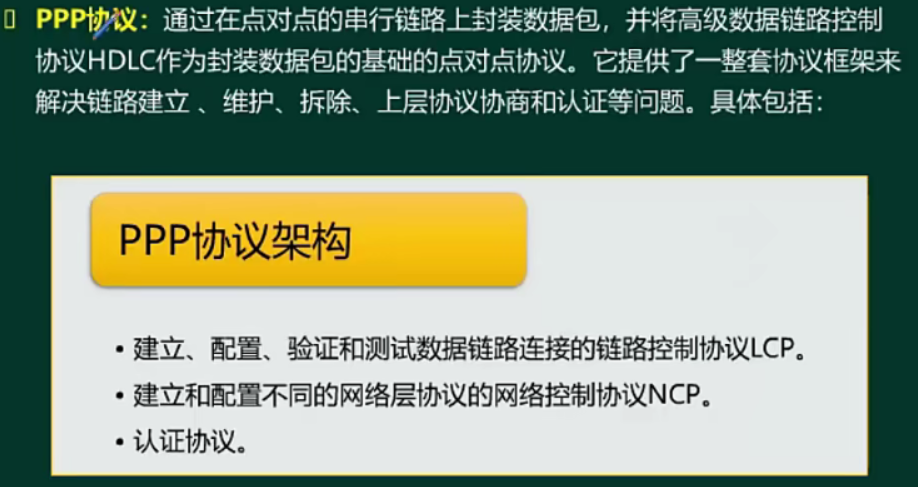 PPP协议：通过在点对点的串行链路上封装数据包，并将高级数据链路控制
协议HDLC作为封装数据包的基础的点对点协议。它提供了一整套协议框架来
解决链路建立 、维护、拆除、上层协议协商和认证等问题。具体包括：
PPP协议架构
•建立、配置、验证和测试数据链路连接的链路控制协议LCP。
•建立和配置不同的网络层协议的网络控制协议NCP。
•认证协议。